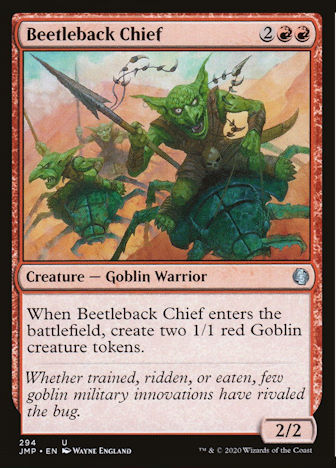 Beetleback Chief 2
Creature — Goblin Warrior
When Beetleback Chief enters the
battlefield, create two 1/1 red Goblin
creature tokens.
Whether trained, ridden, or eaten, few
goblin military innovations have rivaled
the bug.
2/2
294 U
JMP • EN Wayne England
™ & © 2020 Wizards of the Coast